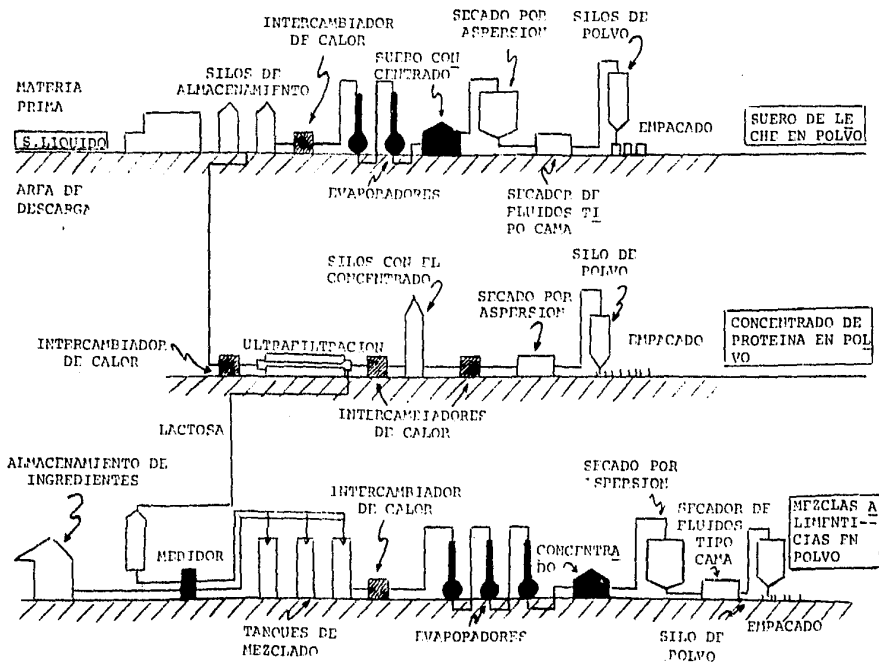 INTERCAMBIADOR
DE CALOR
SECADO POR
ASPERSION
SILOS DE
POLVO
SUERO CON
CENTRADO
SILOS DE
ALMACENAMIENTO
MATERIA
PRIMA
S.LIQUIDO
EMPACADO
SUERO DE LE
CHE EN POLVO
AREA DE
DESCARGA
EVAPORADORES
SECADOR DE
FLUIDOS TI
PO CAMA
SILOS CON EL
CONCENTRADO
SILO DE
POLVO
SECADO POR
ASPERSION
INTERCAMBIADOR
DE CALOR
ULTRAFILTRACION
EMPACADO
CONCENTRADO DE
PROTEINA EN POL
VO
INTERCAMBIADORES
DE CALOR
LACTOSA
ALMACENAMIENTO DE
INGREDIENTES
INTERCAMBIADOR
DE CALOR
SECADO POR
ASPERSION
SECADOR DE
FLUIDOS
TIPO
CAMA
MEZCLAS A
LIMENTI--
CIAS EN
POLVO
MEDIDOR
CONCENTRA
DO
TANQUES DE
MEZCLADO
EVAPORADORES
SILO DE
POLVO
EMPACADO